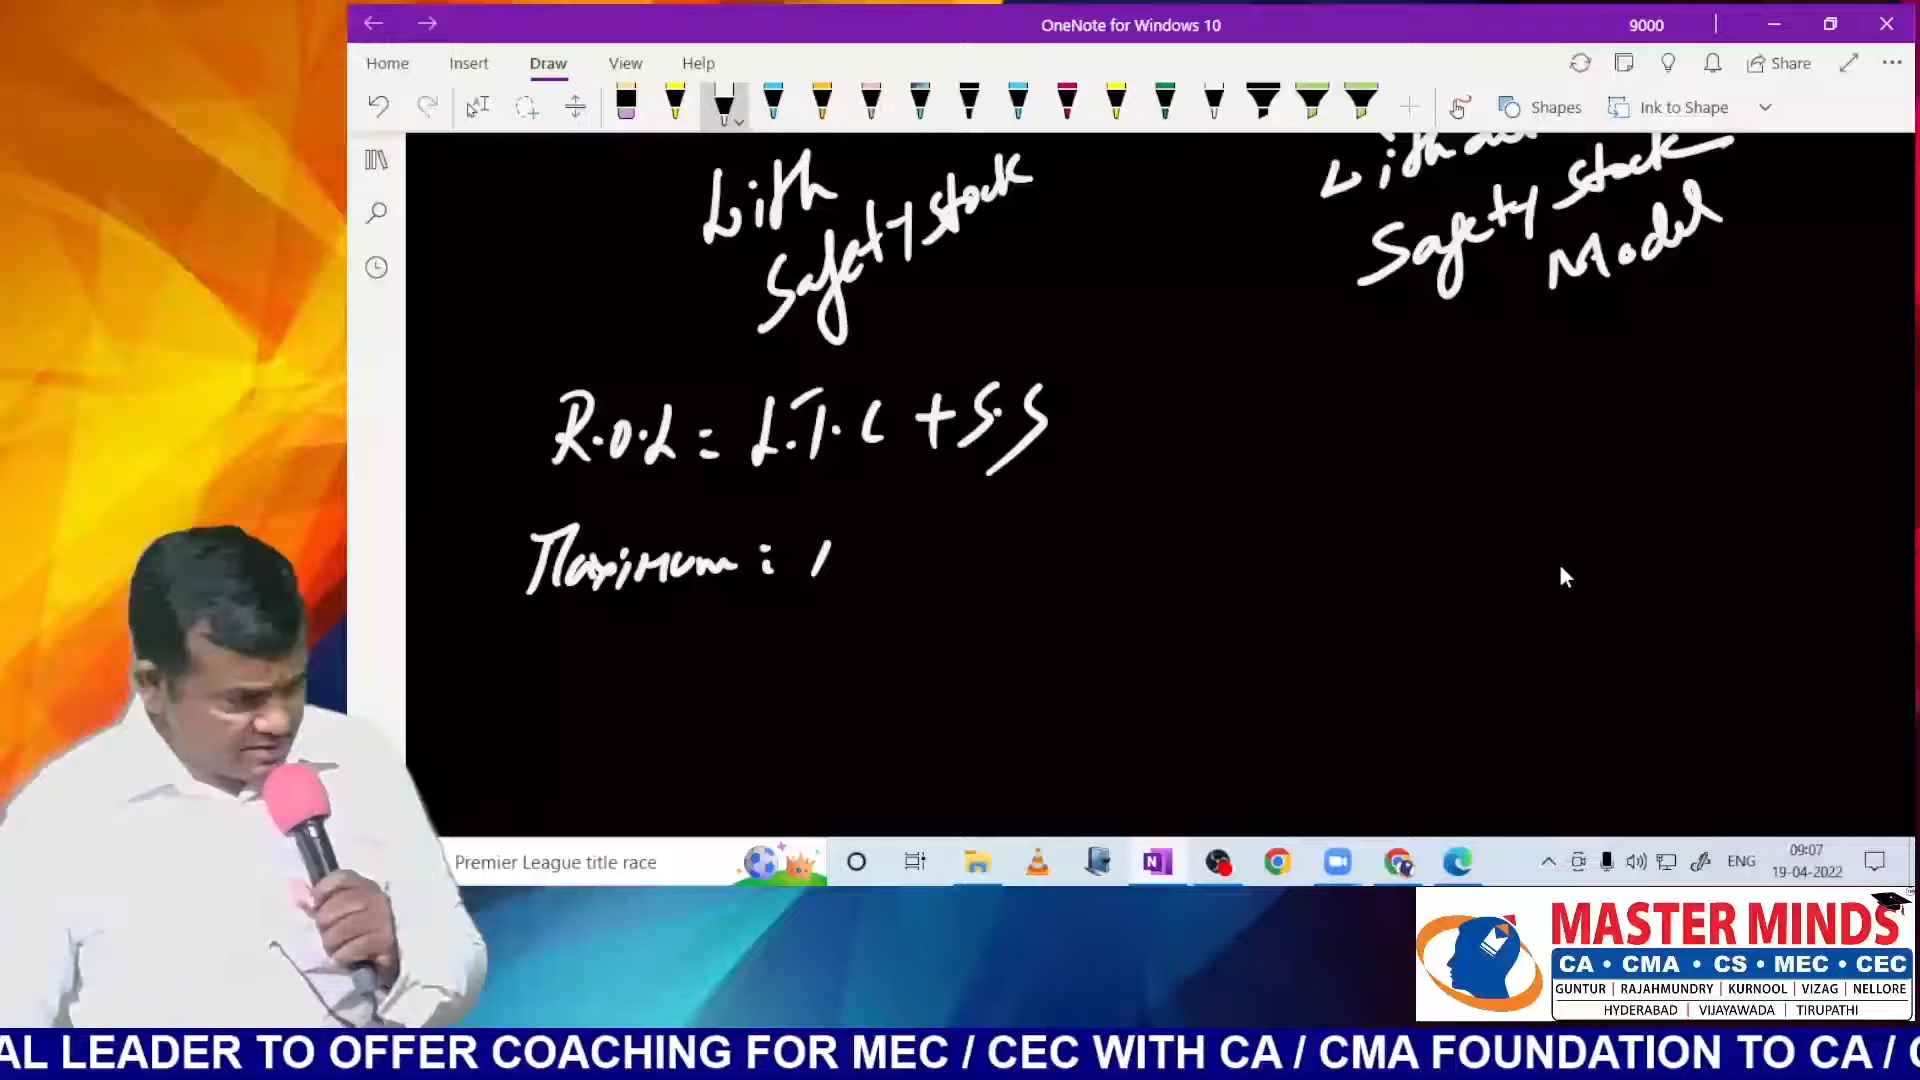 OneNote for Windows 10
9000
Home Insert Draw View Help
Share
Shapes Ink to Shape
With
Safety stock
Safety stock
Model
R.O.L = L.T.C + S.S
Maximum =
Premier League title race
ENG
09:07
19-04-2022
MASTER MINDS
CA • CMA • CS • MEC • CEC
GUNTUR | RAJAHMUNDRY | KURNOOL | VIZAG | NELLORE
HYDERABAD | VIJAYAWADA | TIRUPATHI
AL LEADER TO OFFER COACHING FOR MEC / CEC WITH CA / CMA FOUNDATION TO CA /